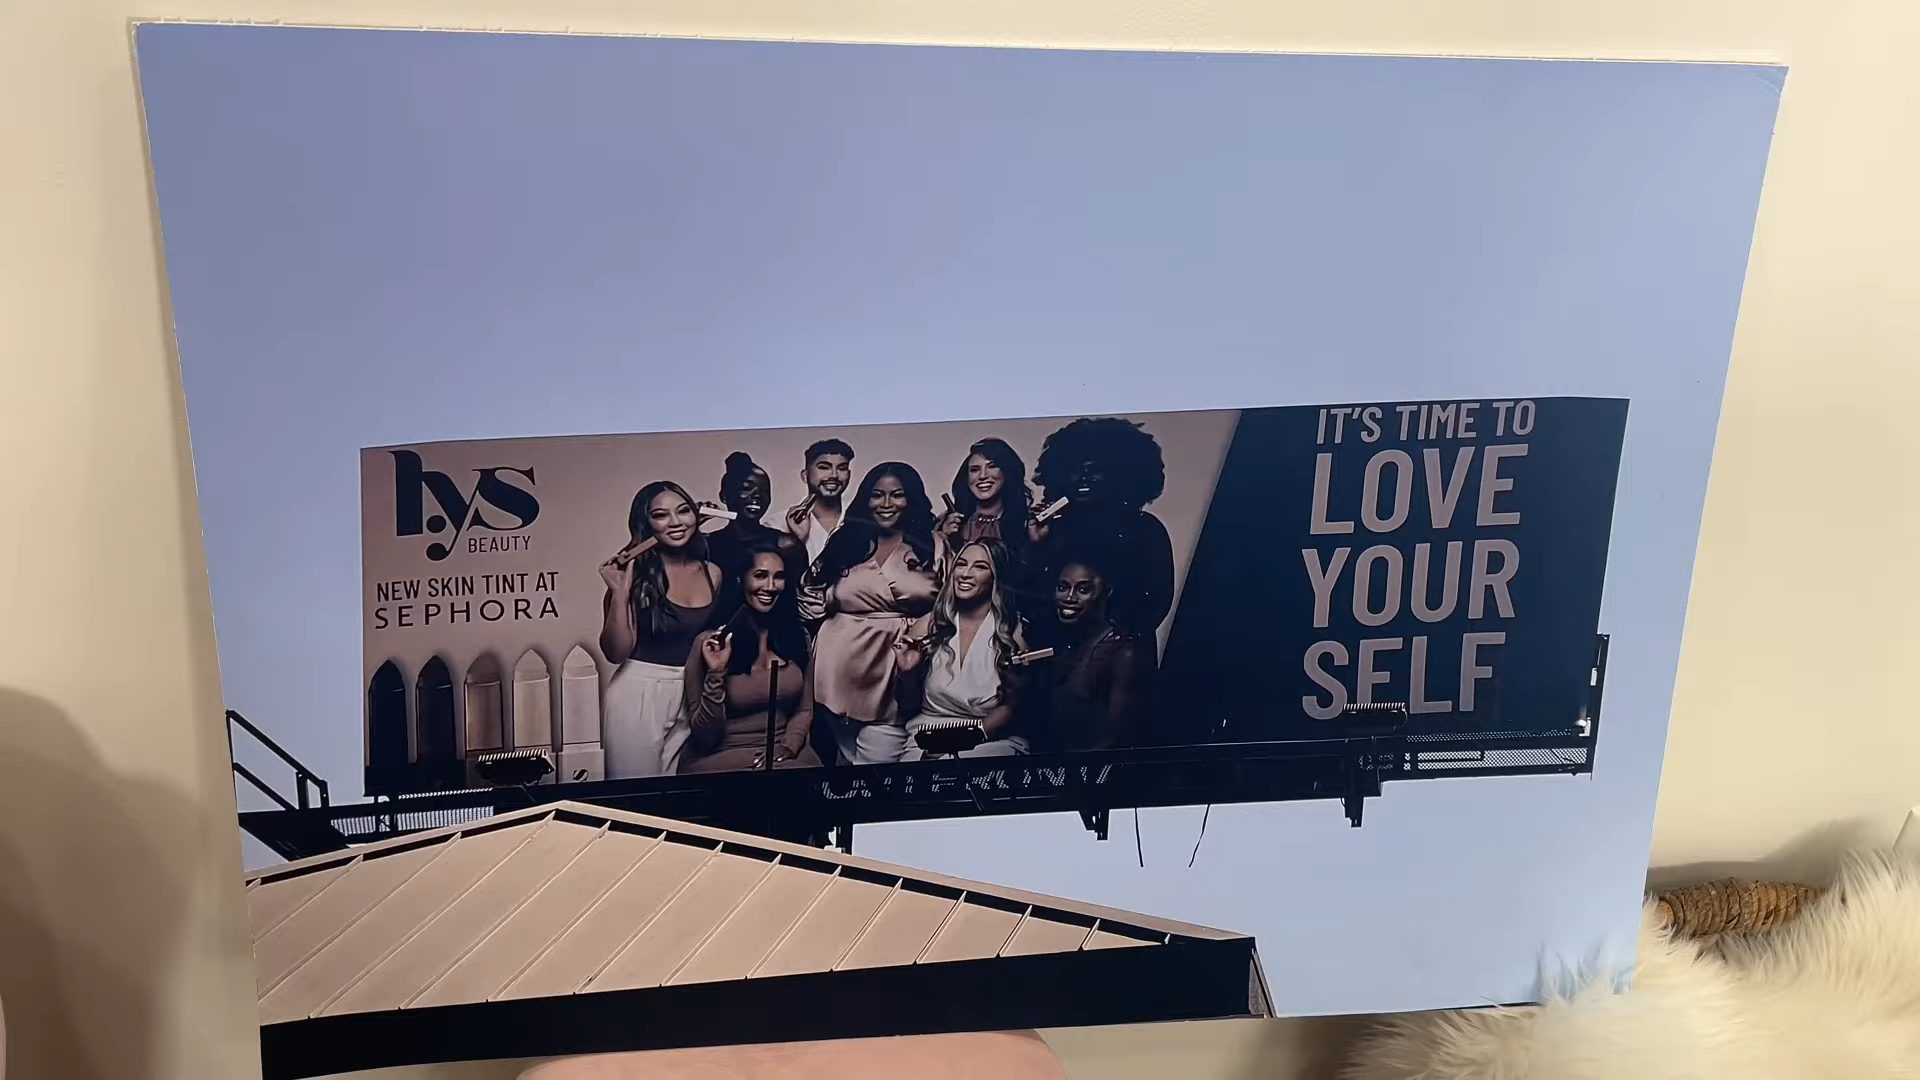 lys
BEAUTY
NEW SKIN TINT AT
SEPHORA
IT'S TIME TO
LOVE
YOUR
SELF